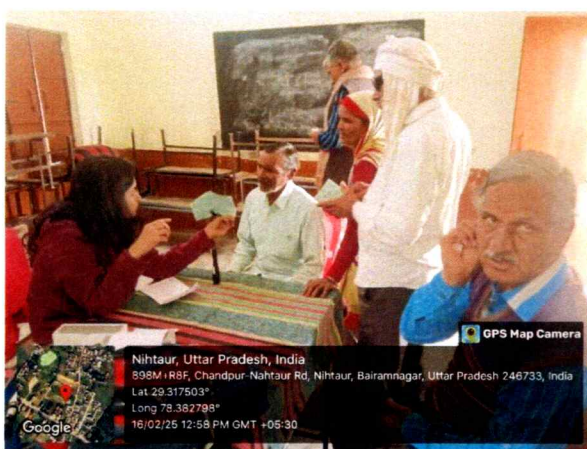 GPS Map Camera
Nihtaur, Uttar Pradesh, India
898M+R8F, Chandpur-Nahtaur Rd, Nihtaur, Bairamnagar, Uttar Pradesh 246733, India
Lat 29.317503°
Long 78.382798°
16/02/25 12:58 PM GMT +05:30
Google